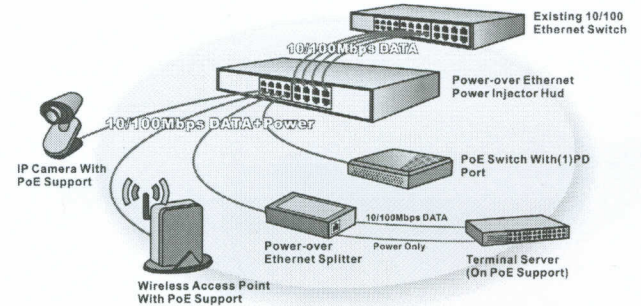 Existing 10/100
Ethernet Switch
10/100Mbps DATA
Power-over Ethernet
Power Injector Hud
10/100Mbps DATA+Power
IP Camera With
PoE Support
PoE Switch With(1)PD
Port
10/100Mbps DATA
Power Only
Power-over
Ethernet Splitter
Terminal Server
(On PoE Support)
Wireless Access Point
With PoE Support